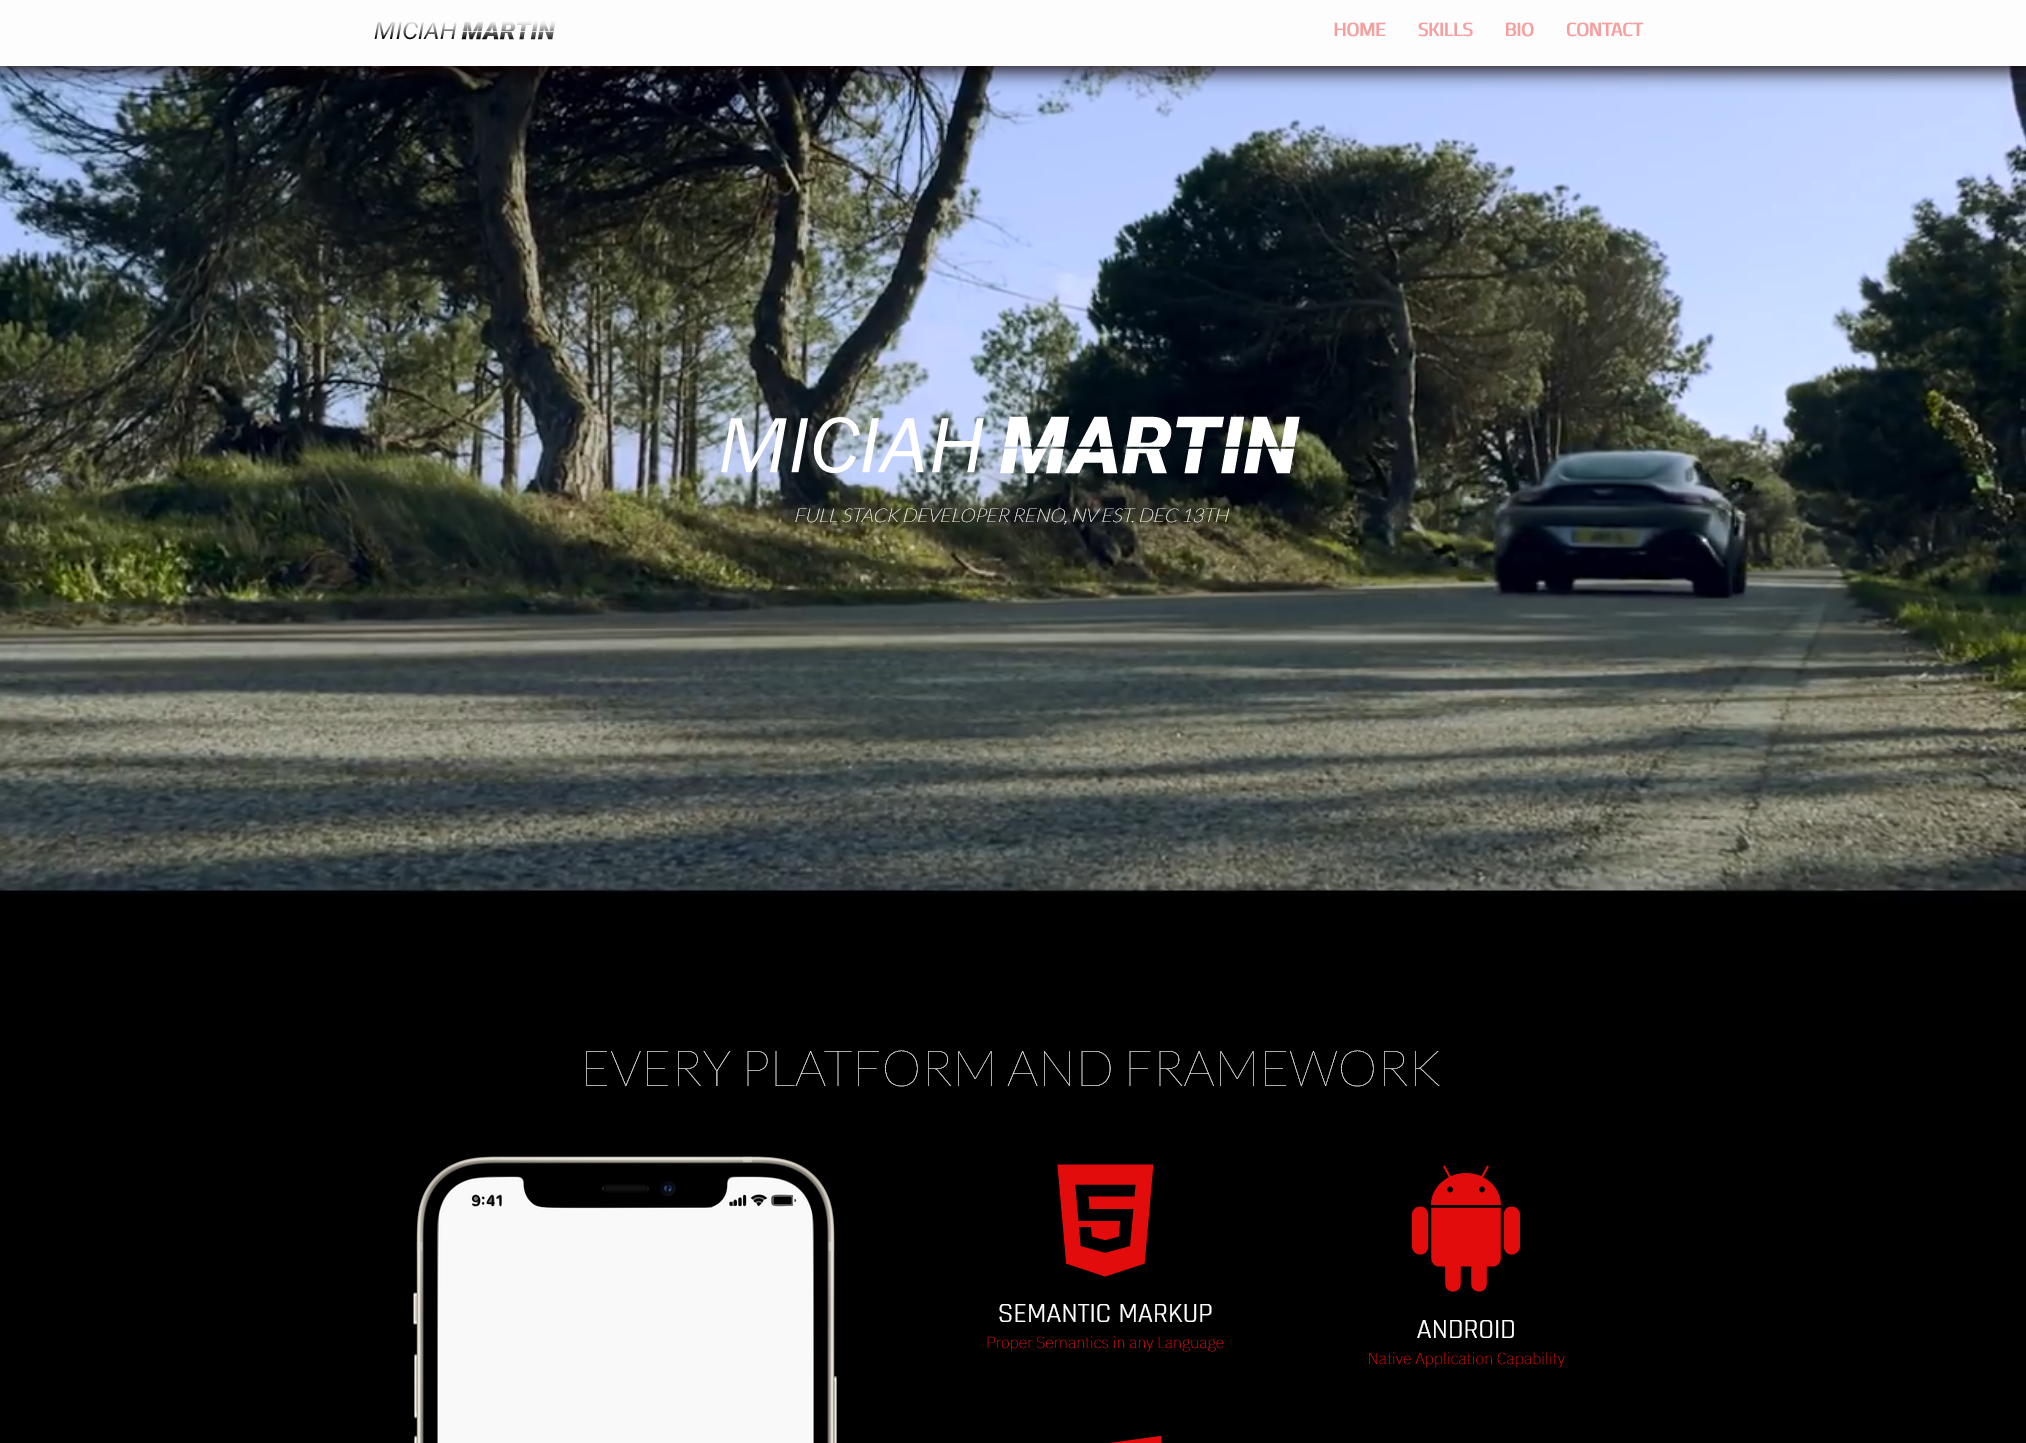 MICIAH MARTIN
HOME SKILLS BIO CONTACT
MICIAH MARTIN
FULL STACK DEVELOPER RENO, NV EST. DEC 13TH
EVERY PLATFORM AND FRAMEWORK
9:41
SEMANTIC MARKUP
Proper Semantics in any Language
ANDROID
Native Application Capability